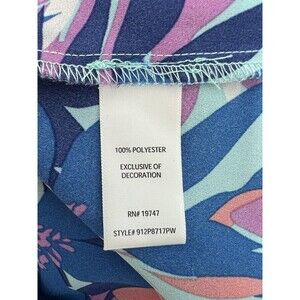 100% POLYESTER
EXCLUSIVE OF
DECORATION
RN# 19747
STYLE# 912P8717PW